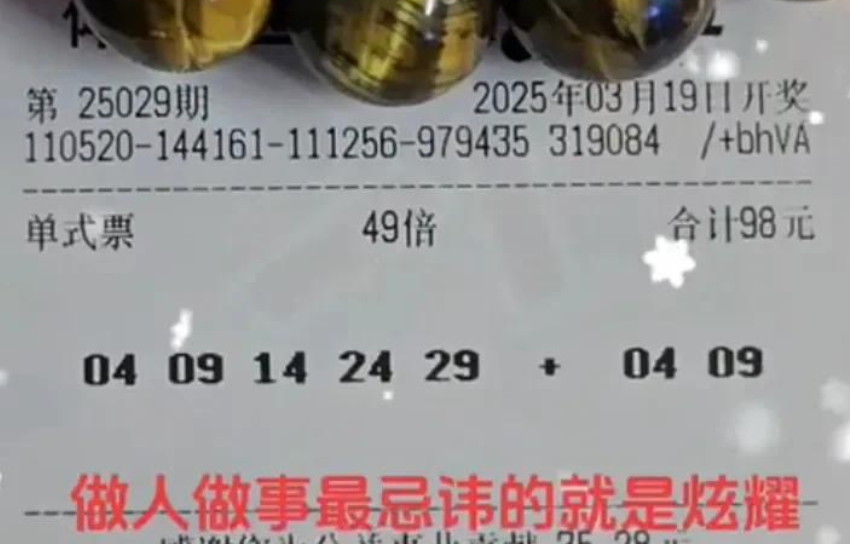 第 25029期 2025年03月19日开奖
110520-144161-111256-979435 319084 /+bhVA
单式票 49倍 合计98元
04 09 14 24 29 + 04 09
做人做事最忌讳的就是炫耀